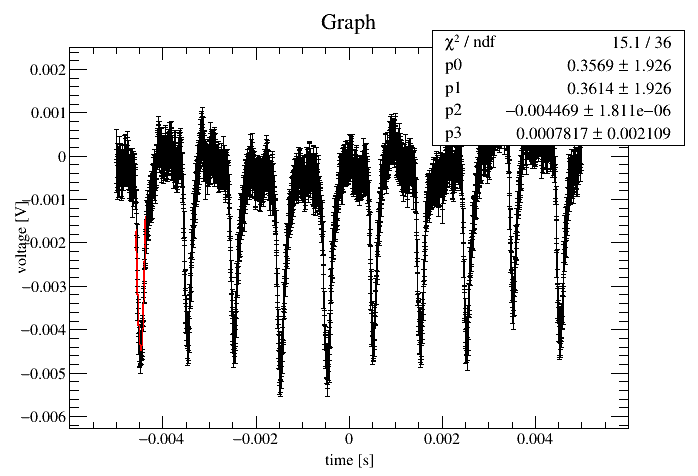 Graph
χ² / ndf 15.1 / 36
p0 0.3569 ± 1.926
p1 0.3614 ± 1.926
p2 −0.004469 ± 1.811e−06
p3 0.0007817 ± 0.002109
voltage [V]
0.002
0.001
0
−0.001
−0.002
−0.003
−0.004
−0.005
−0.006
−0.004 −0.002 0 0.002 0.004
time [s]